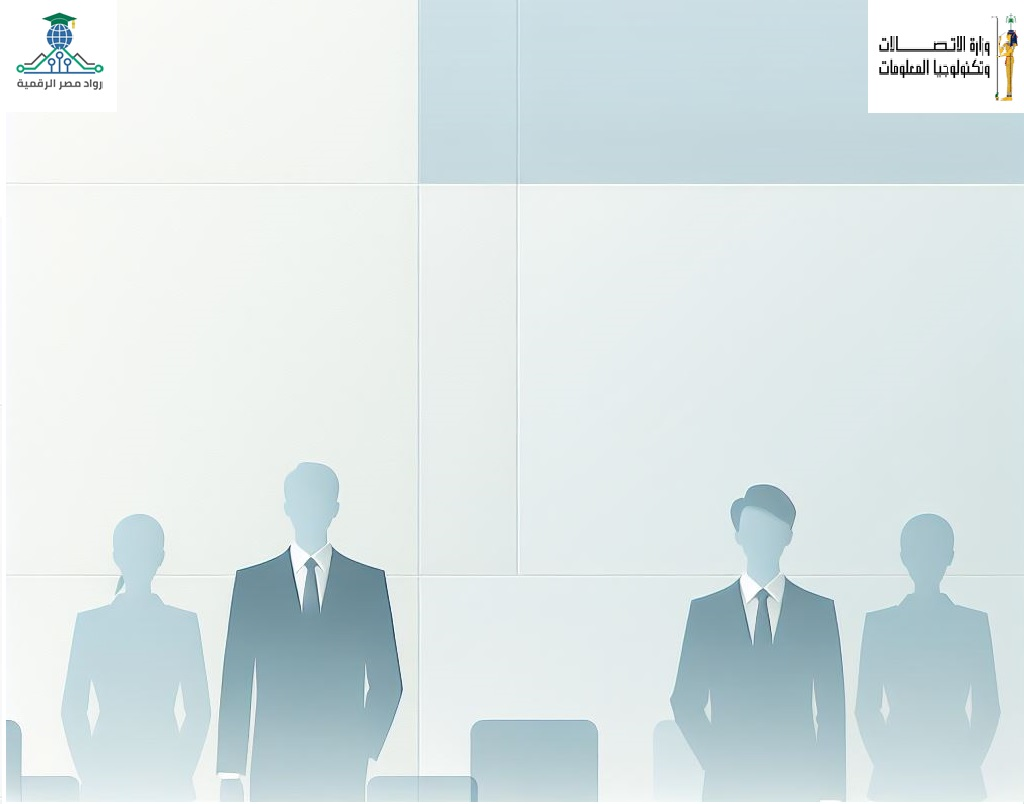 رواد مصر الرقمية
وزارة الاتصالات
وتكنولوجيا المعلومات